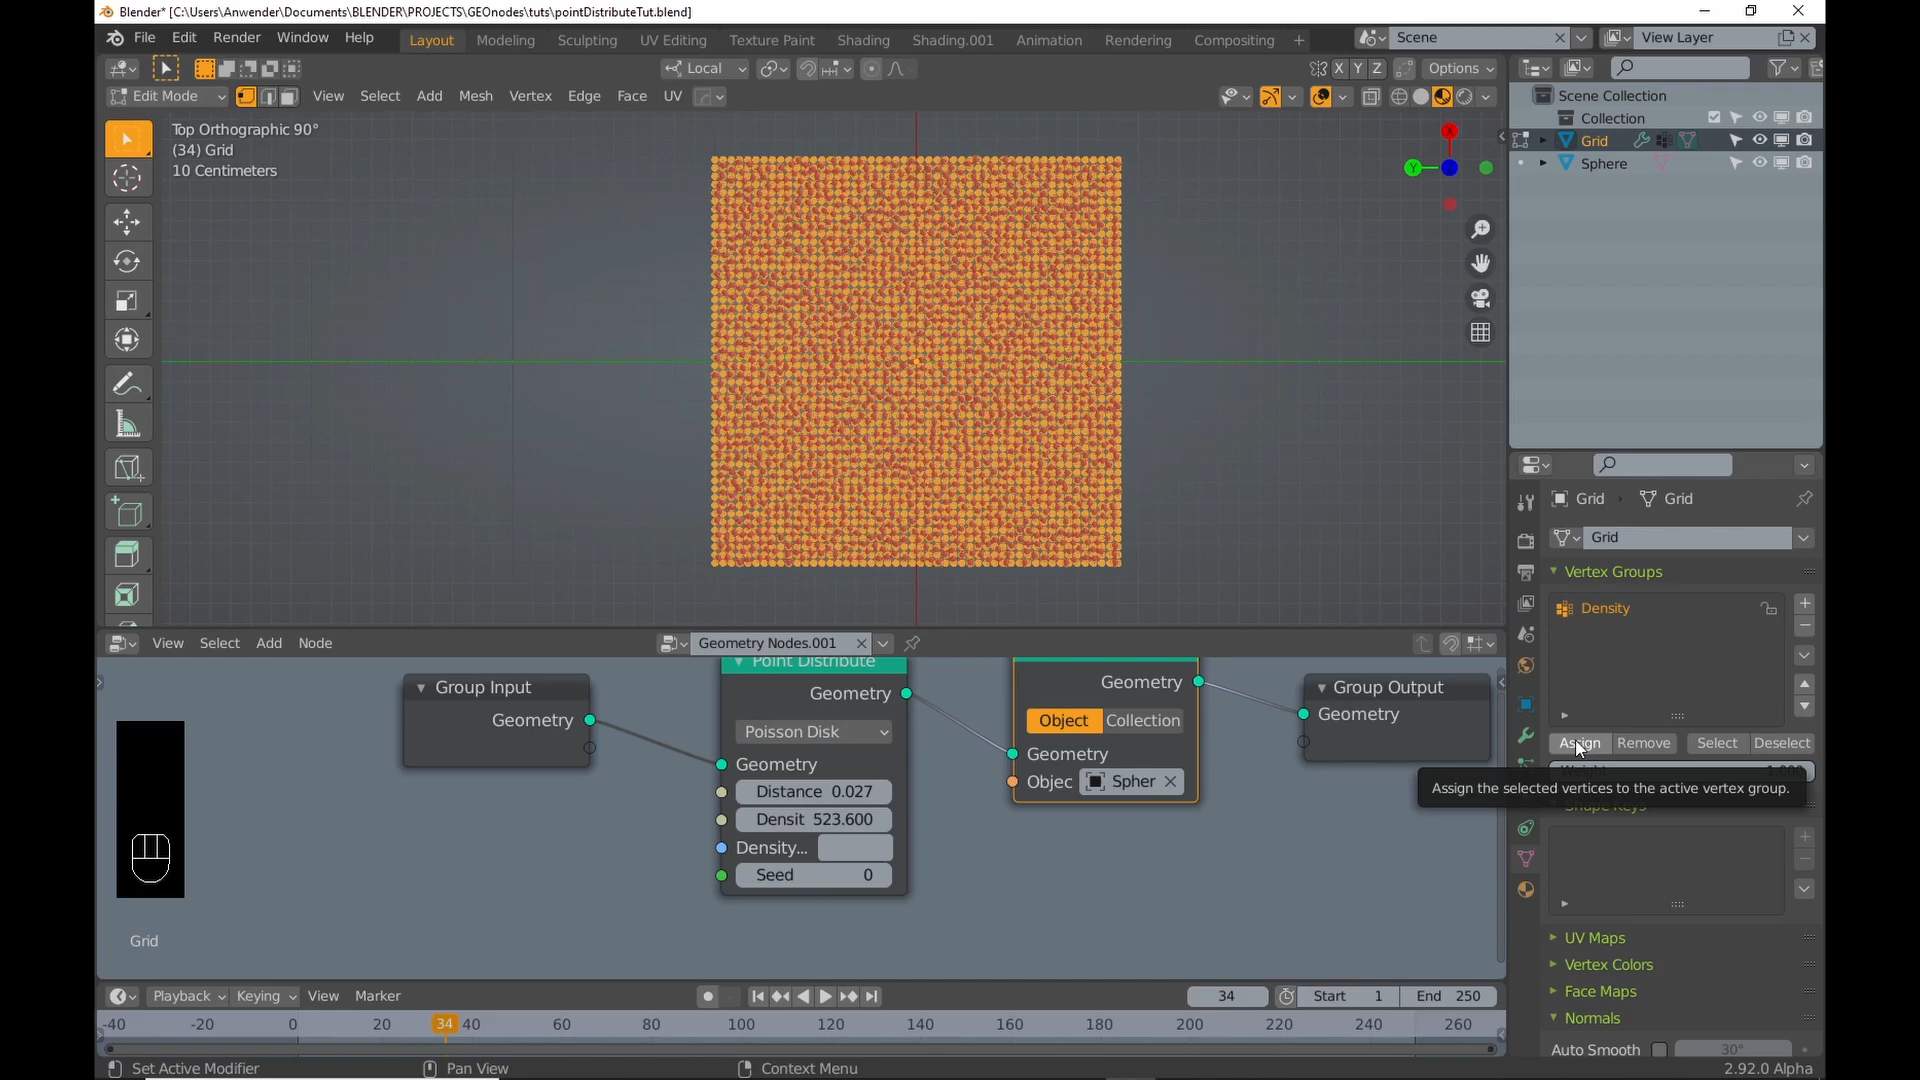 Blender* [C:\Users\Anwender\Documents\BLENDER\PROJECTS\GEOnodes\tuts\pointDistributeTut.blend]
File Edit Render Window Help Layout Modeling Sculpting UV Editing Texture Paint Shading Shading.001 Animation Rendering Compositing + Scene View Layer
Local X Y Z Options
Edit Mode View Select Add Mesh Vertex Edge Face UV
Scene Collection
Collection
Grid
Sphere
Top Orthographic 90°
(34) Grid
10 Centimeters
X
Y
Grid Grid
Grid
Vertex Groups
Density
Assign Remove Select Deselect
Weight 1.000
Assign the selected vertices to the active vertex group.
Shape Keys
UV Maps
Vertex Colors
Face Maps
Normals
Auto Smooth 30°
View Select Add Node Geometry Nodes.001
Group Input
Geometry
Point Distribute
Geometry
Poisson Disk
Geometry
Distance 0.027
Densit 523.600
Density...
Seed 0
Geometry
Object Collection
Geometry
Objec Spher
Group Output
Geometry
Grid
Playback Keying View Marker 34 Start 1 End 250
-40 -20 0 20 34 40 60 80 100 120 140 160 180 200 220 240 260
Set Active Modifier Pan View Context Menu 2.92.0 Alpha